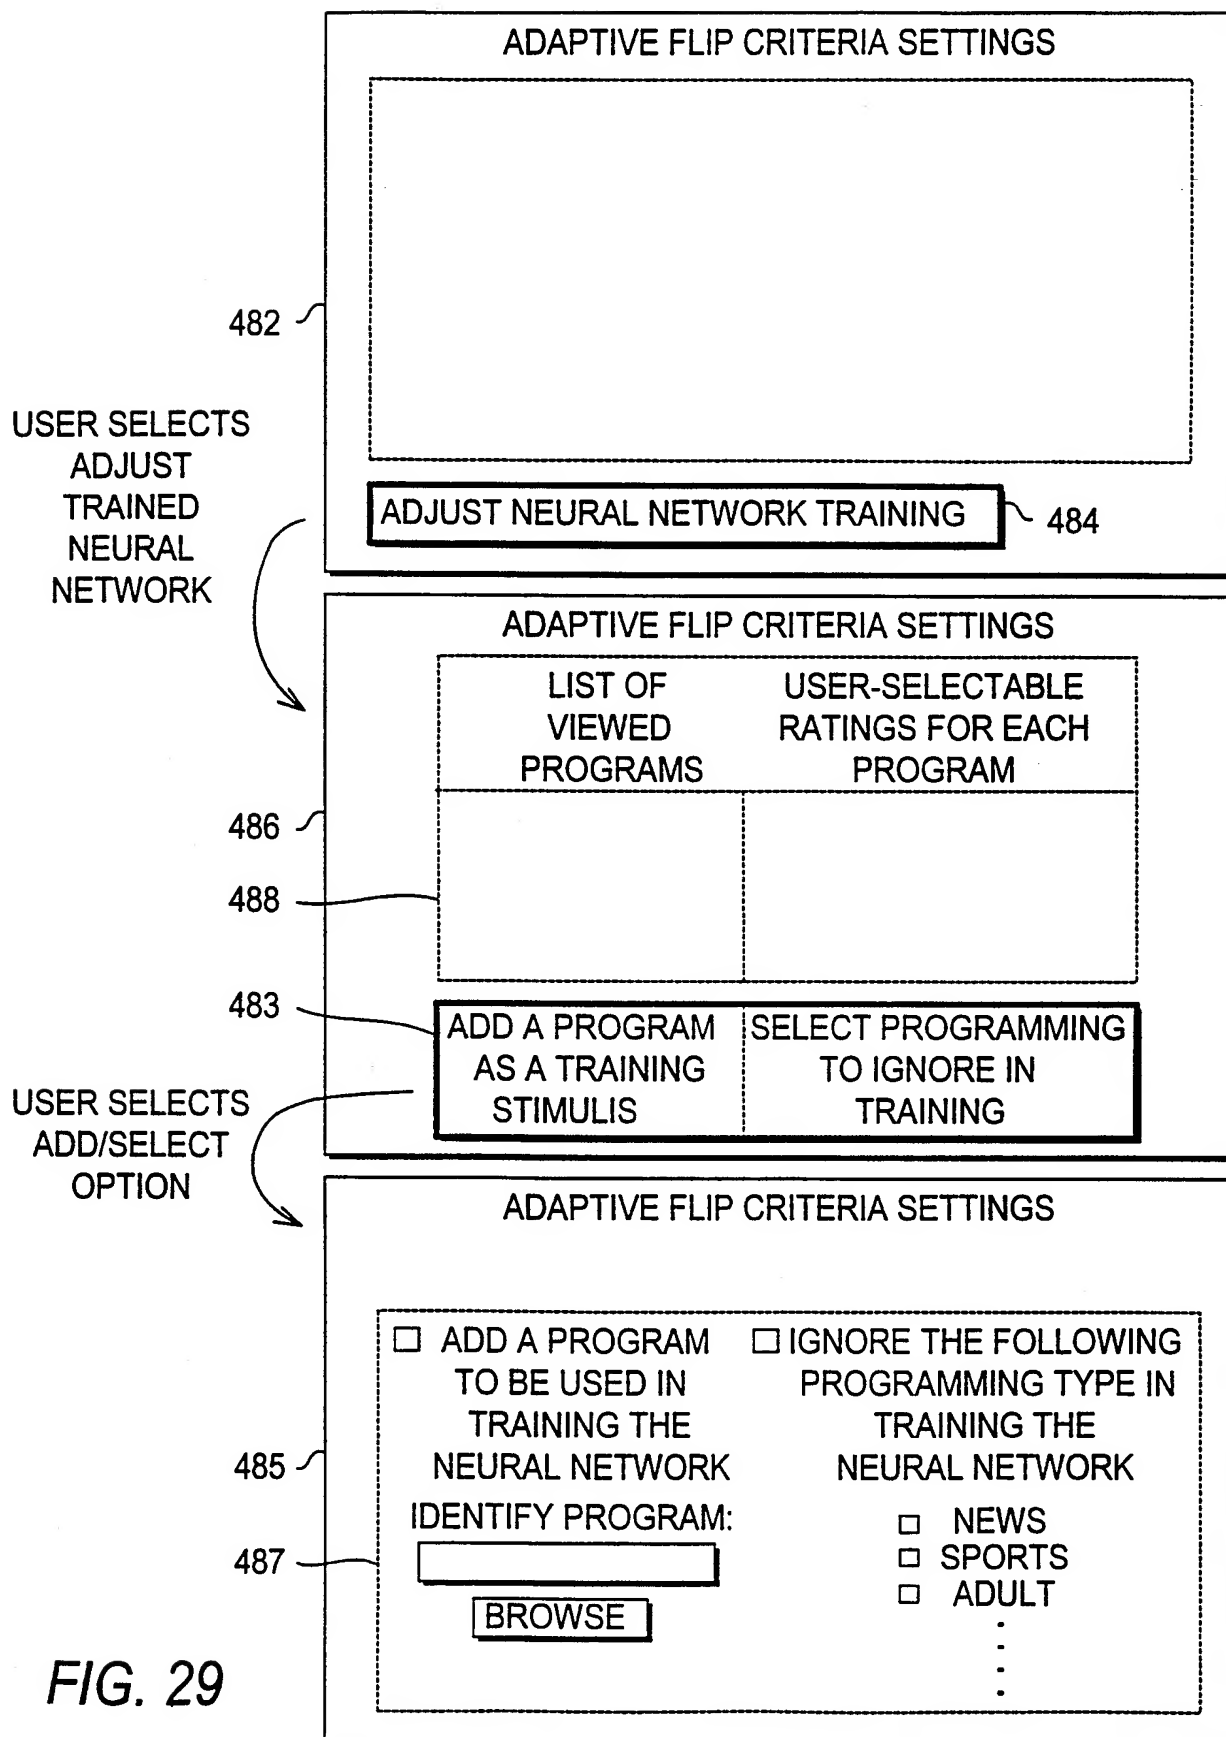 ADAPTIVE FLIP CRITERIA SETTINGS
482
USER SELECTS
ADJUST
TRAINED
NEURAL
NETWORK
ADJUST NEURAL NETWORK TRAINING
484
ADAPTIVE FLIP CRITERIA SETTINGS
LIST OF
VIEWED
PROGRAMS
USER-SELECTABLE
RATINGS FOR EACH
PROGRAM
486
488
483
ADD A PROGRAM
AS A TRAINING
STIMULIS
SELECT PROGRAMMING
TO IGNORE IN
TRAINING
USER SELECTS
ADD/SELECT
OPTION
ADAPTIVE FLIP CRITERIA SETTINGS
ADD A PROGRAM
TO BE USED IN
TRAINING THE
NEURAL NETWORK
IDENTIFY PROGRAM:
BROWSE
IGNORE THE FOLLOWING
PROGRAMMING TYPE IN
TRAINING THE
NEURAL NETWORK
NEWS
SPORTS
ADULT
485
487
FIG. 29